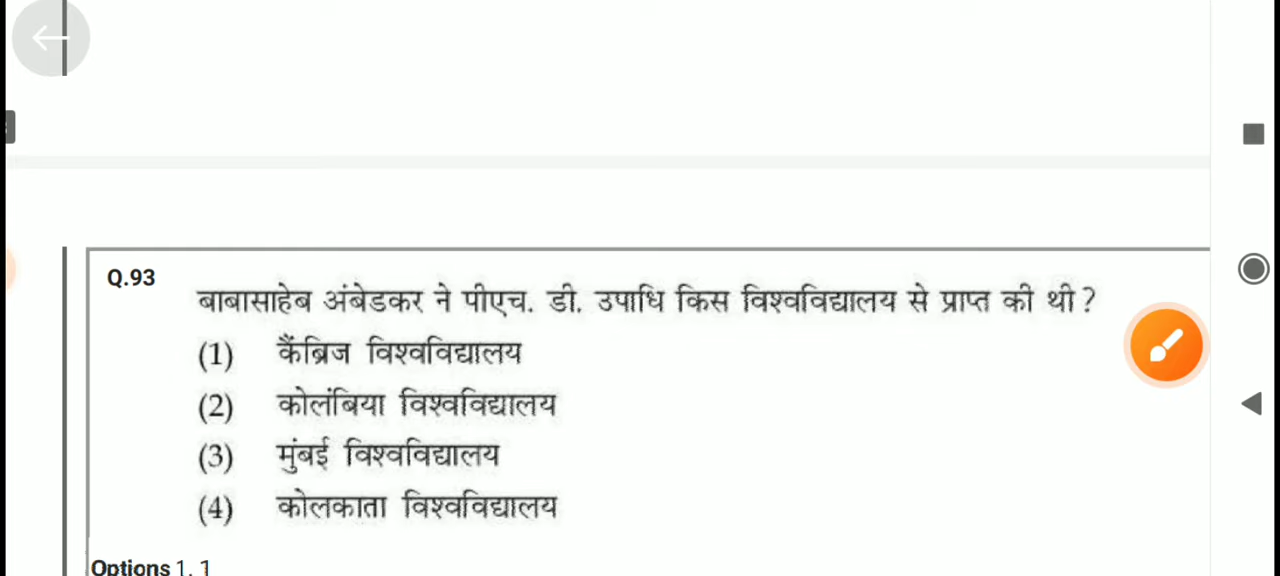 Q.93
बाबासाहेब अंबेडकर ने पीएच. डी. उपाधि किस विश्वविद्यालय से प्राप्त की थी ?
(1) कैंब्रिज विश्वविद्यालय
(2) कोलंबिया विश्वविद्यालय
(3) मुंबई विश्वविद्यालय
(4) कोलकाता विश्वविद्यालय
Options 1. 1